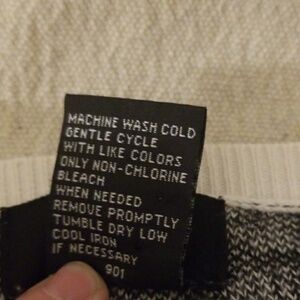 MACHINE WASH COLD
GENTLE CYCLE
WITH LIKE COLORS
ONLY NON-CHLORINE
BLEACH
WHEN NEEDED
REMOVE PROMPTLY
TUMBLE DRY LOW
COOL IRON
IF NECESSARY
901